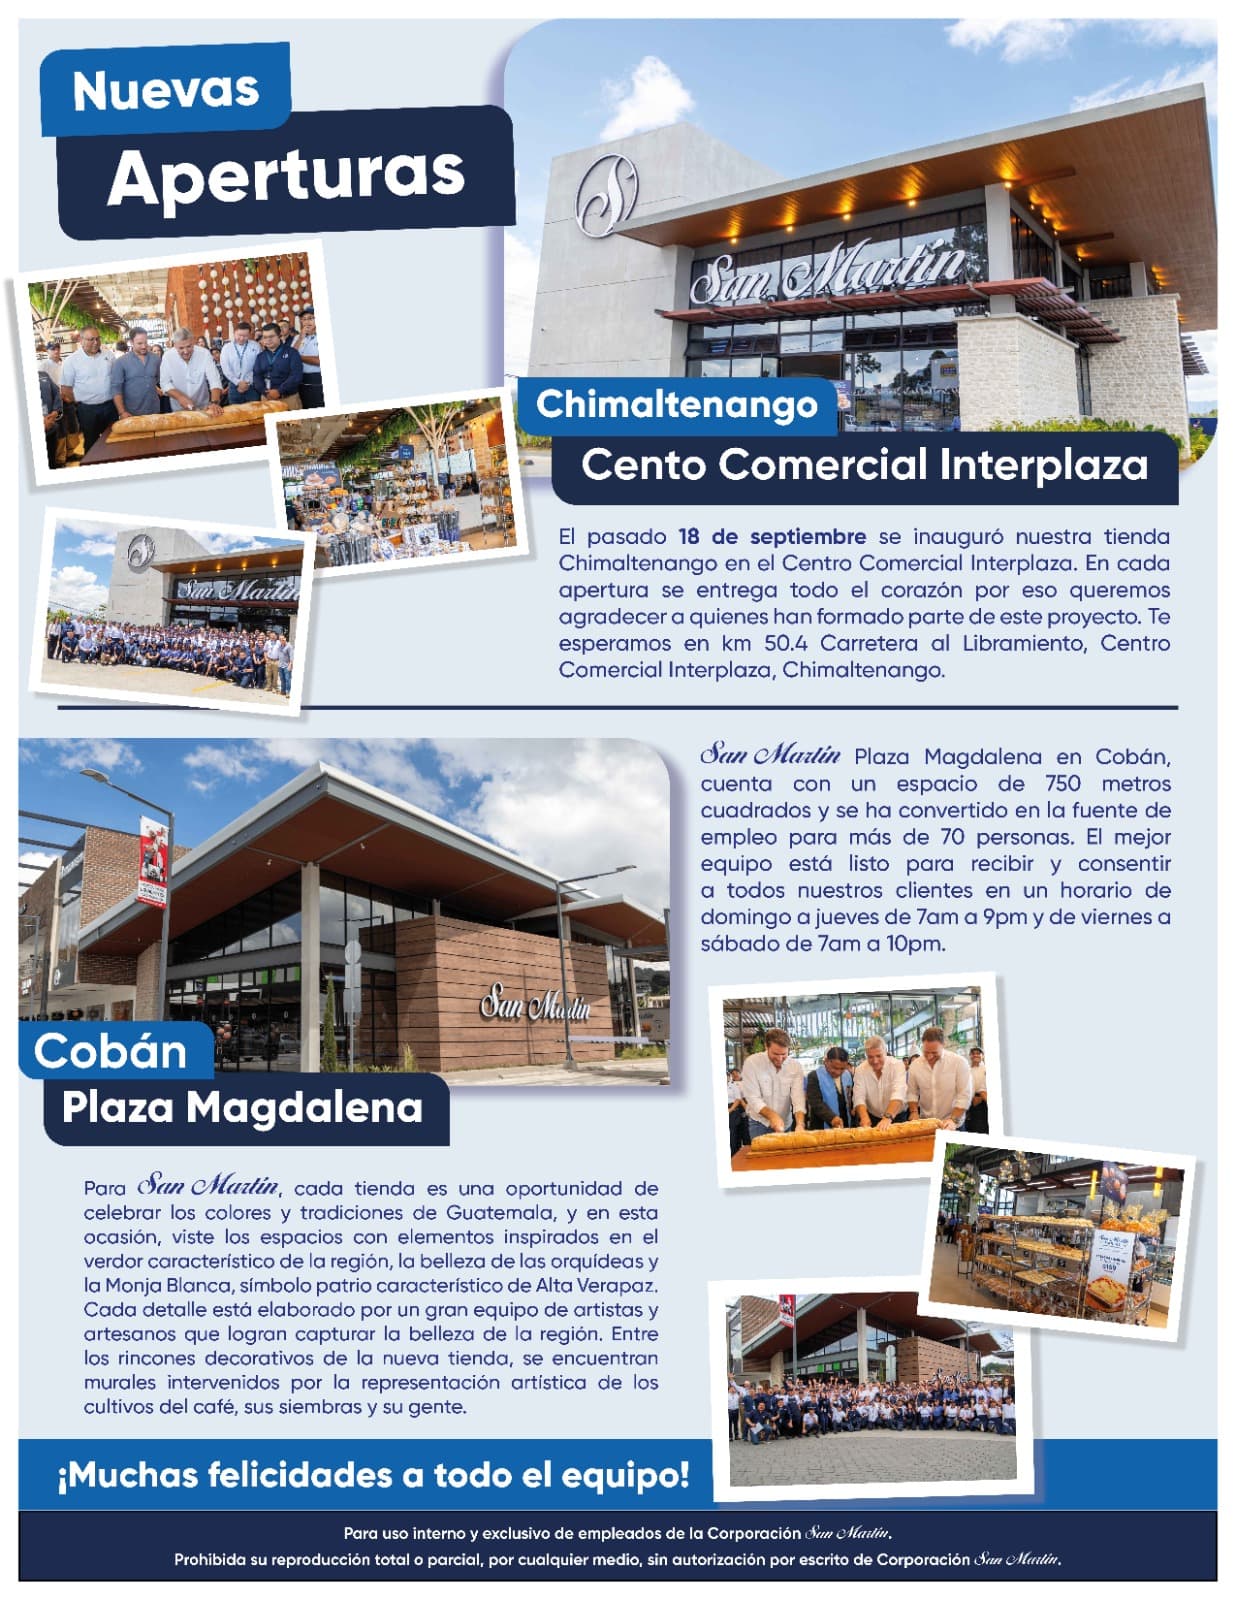 Nuevas
Aperturas
S
San Martín
Chimaltenango
Cento Comercial Interplaza
El pasado 18 de septiembre se inauguró nuestra tienda
Chimaltenango en el Centro Comercial Interplaza. En cada
apertura se entrega todo el corazón por eso queremos
agradecer a quienes han formado parte de este proyecto. Te
esperamos en km 50.4 Carretera al Libramiento, Centro
Comercial Interplaza, Chimaltenango.
San Martín
San Martín Plaza Magdalena en Cobán,
cuenta con un espacio de 750 metros
cuadrados y se ha convertido en la fuente de
empleo para más de 70 personas. El mejor
equipo está listo para recibir y consentir
a todos nuestros clientes en un horario de
domingo a jueves de 7am a 9pm y de viernes a
sábado de 7am a 10pm.
San Martín
Cobán
Plaza Magdalena
Para San Martín, cada tienda es una oportunidad de
celebrar los colores y tradiciones de Guatemala, y en esta
ocasión, viste los espacios con elementos inspirados en el
verdor característico de la región, la belleza de las orquídeas y
la Monja Blanca, símbolo patrio característico de Alta Verapaz.
Cada detalle está elaborado por un gran equipo de artistas y
artesanos que logran capturar la belleza de la región. Entre
los rincones decorativos de la nueva tienda, se encuentran
murales intervenidos por la representación artística de los
cultivos del café, sus siembras y su gente.
¡Muchas felicidades a todo el equipo!
Para uso interno y exclusivo de empleados de la Corporación San Martín.
Prohibida su reproducción total o parcial, por cualquier medio, sin autorización por escrito de Corporación San Martín.